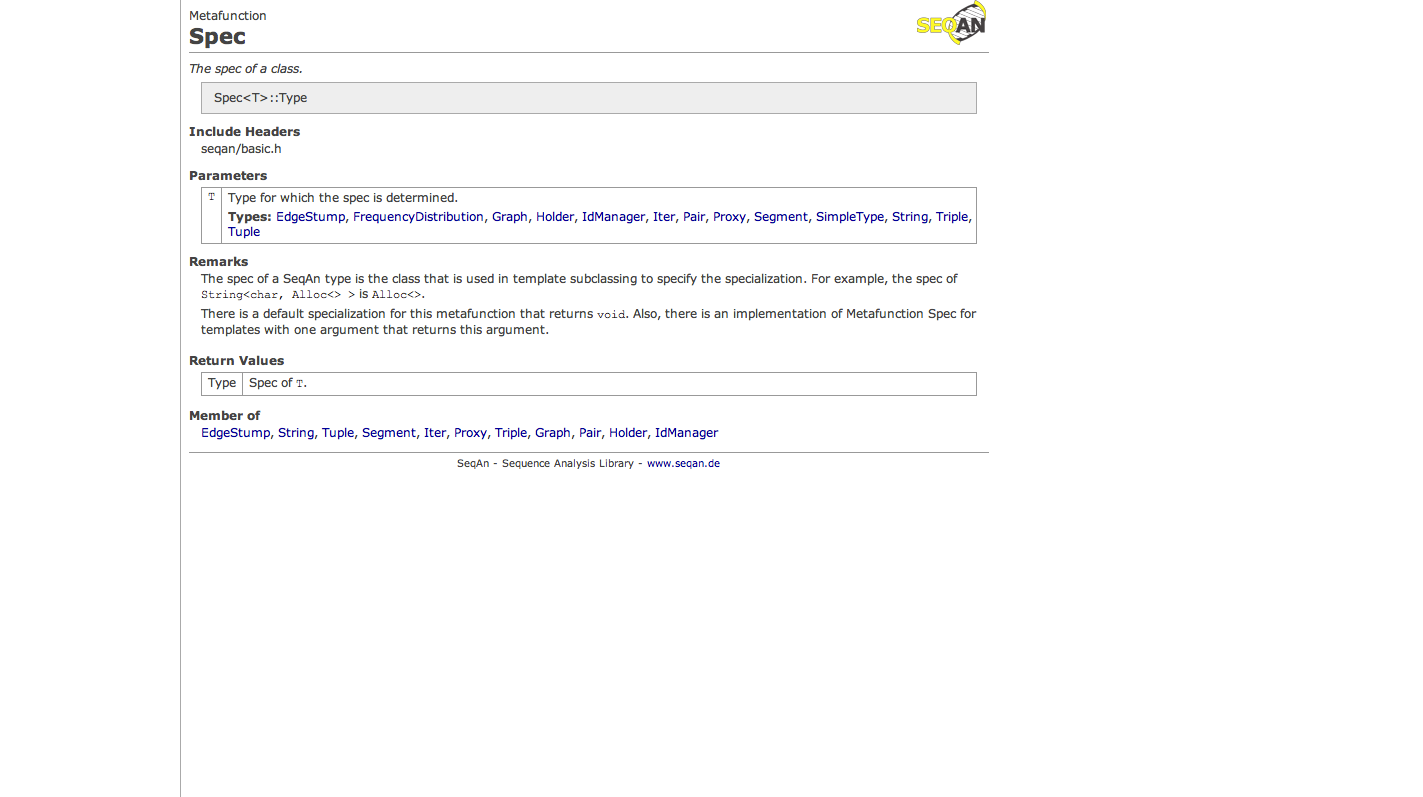 Metafunction
Spec
SEQAN
The spec of a class.
Spec<T>::Type
Include Headers
seqan/basic.h
Parameters
T Type for which the spec is determined.
Types: EdgeStump, FrequencyDistribution, Graph, Holder, IdManager, Iter, Pair, Proxy, Segment, SimpleType, String, Triple,
Tuple
Remarks
The spec of a SeqAn type is the class that is used in template subclassing to specify the specialization. For example, the spec of
String<char, Alloc<> > is Alloc<>.
There is a default specialization for this metafunction that returns void. Also, there is an implementation of Metafunction Spec for
templates with one argument that returns this argument.
Return Values
Type Spec of T.
Member of
EdgeStump, String, Tuple, Segment, Iter, Proxy, Triple, Graph, Pair, Holder, IdManager
SeqAn - Sequence Analysis Library - www.seqan.de